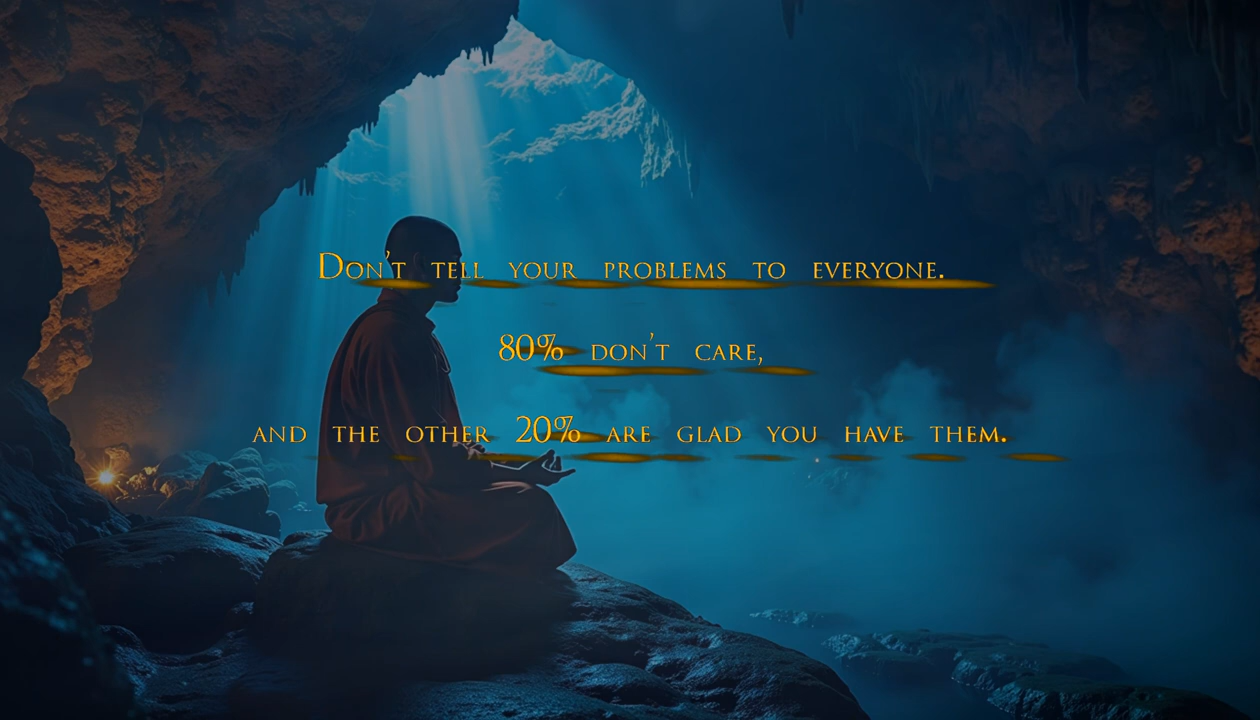 Don't tell your problems to everyone.
80% don't care,
and the other 20% are glad you have them.